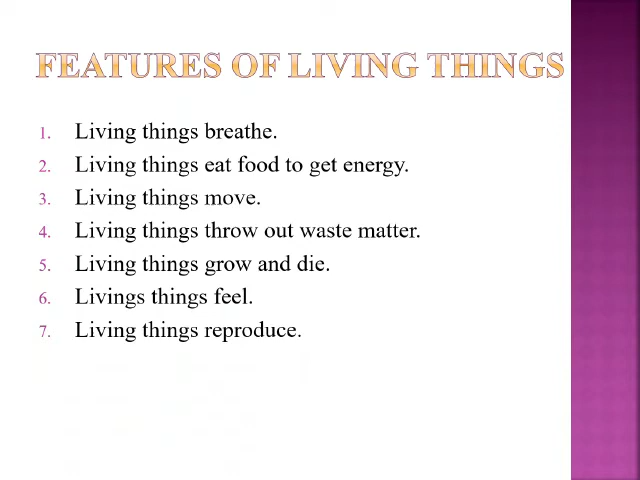 FEATURES OF LIVING THINGS
1. Living things breathe.
2. Living things eat food to get energy.
3. Living things move.
4. Living things throw out waste matter.
5. Living things grow and die.
6. Livings things feel.
7. Living things reproduce.